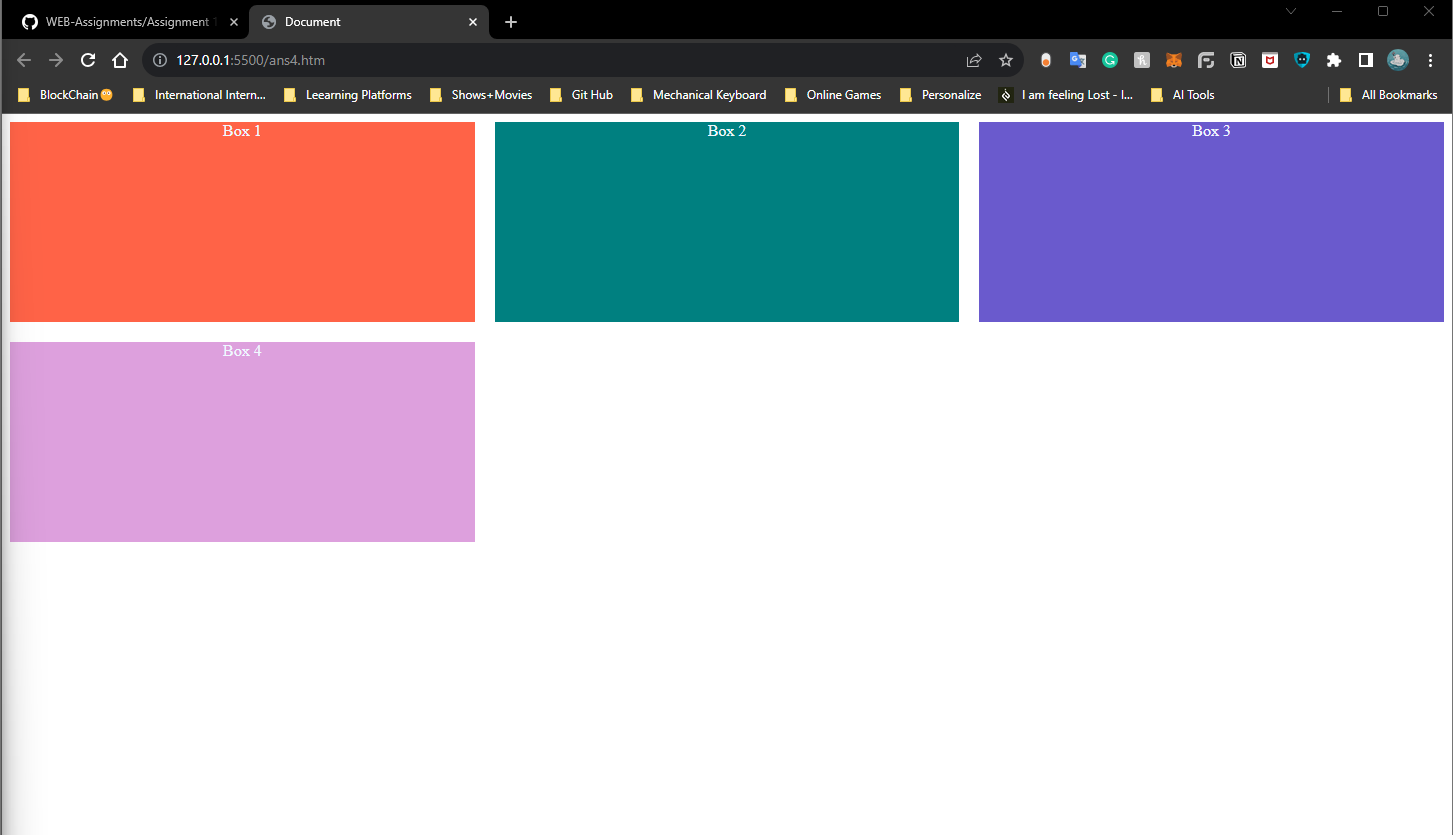 WEB-Assignments/Assignment 1
Document
127.0.0.1:5500/ans4.htm
BlockChain😳 International Intern... Leearning Platforms Shows+Movies Git Hub Mechanical Keyboard Online Games Personalize I am feeling Lost - I... AI Tools All Bookmarks
Box 1
Box 2
Box 3
Box 4